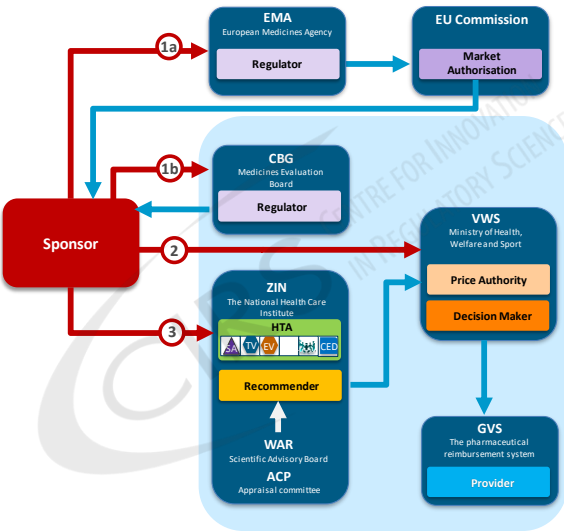 EMA
European Medicines Agency
Regulator
EU Commission
Market
Authorisation
1a
1b
CBG
Medicines Evaluation
Board
Regulator
Sponsor
2
VWS
Ministry of Health,
Welfare and Sport
Price Authority
Decision Maker
3
ZIN
The National Health Care
Institute
HTA
SA
TV
EV
CED
Recommender
WAR
Scientific Advisory Board
ACP
Appraisal committee
GVS
The pharmaceutical
reimbursement system
Provider
CIRS
CENTRE FOR INNOVATION
IN REGULATORY SCIENCE